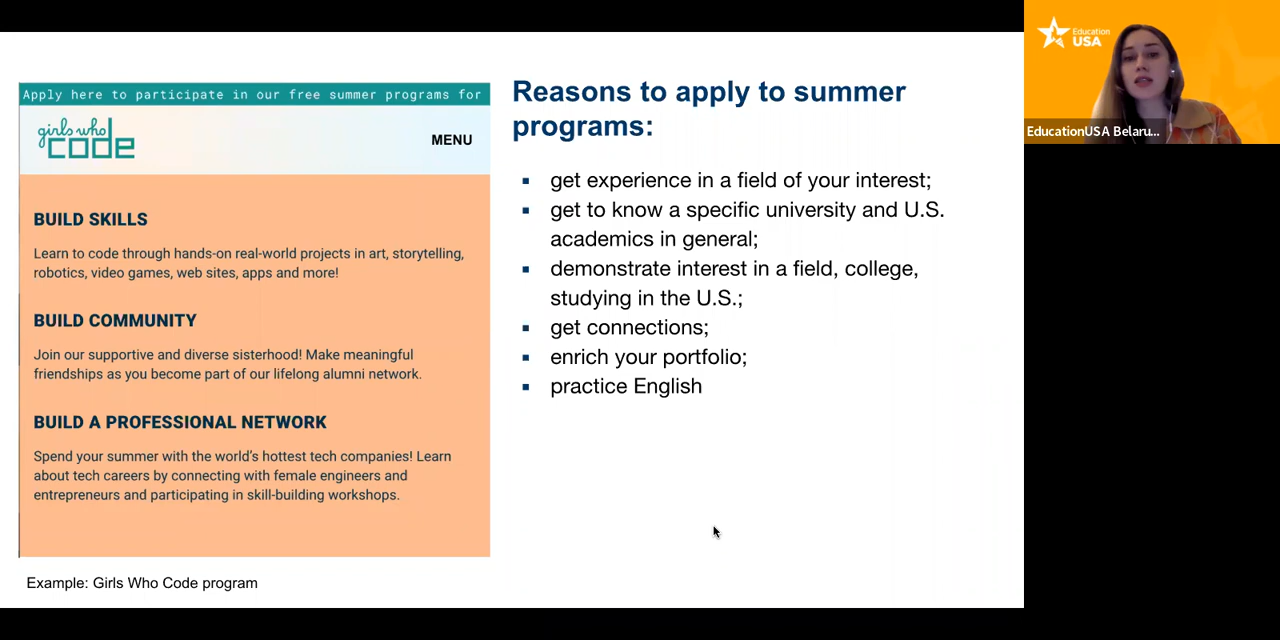 Apply here to participate in our free summer programs for
girls who
code
MENU
BUILD SKILLS
Learn to code through hands-on real-world projects in art, storytelling,
robotics, video games, web sites, apps and more!
BUILD COMMUNITY
Join our supportive and diverse sisterhood! Make meaningful
friendships as you become part of our lifelong alumni network.
BUILD A PROFESSIONAL NETWORK
Spend your summer with the world's hottest tech companies! Learn
about tech careers by connecting with female engineers and
entrepreneurs and participating in skill-building workshops.
Example: Girls Who Code program
Reasons to apply to summer
programs:
▪ get experience in a field of your interest;
▪ get to know a specific university and U.S.
academics in general;
▪ demonstrate interest in a field, college,
studying in the U.S.;
▪ get connections;
▪ enrich your portfolio;
▪ practice English
Education
USA
EducationUSA Belaru...